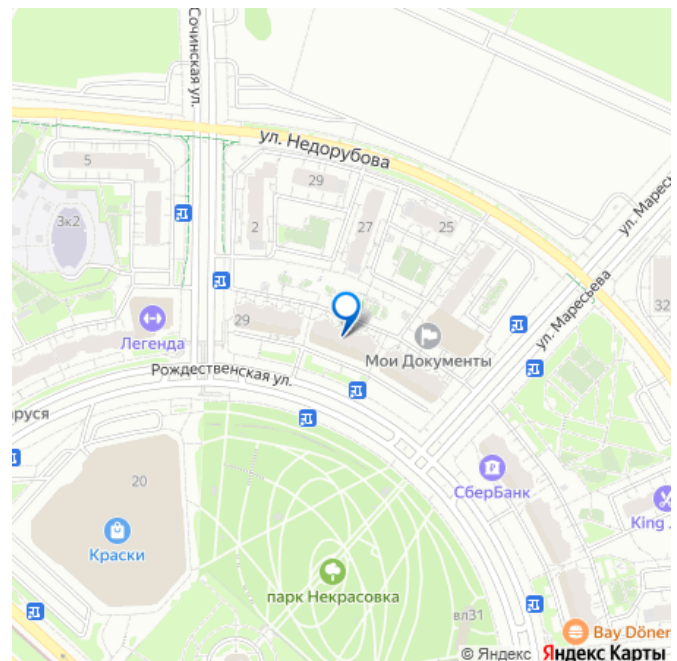 Сочинская ул.
ул. Недорубова
5
29
3к2
2
27
25
ул. Маресьева
32
29
ул. Маресьева
Легенда
Мои Документы
Рождественская ул.
аруся
20
СберБанк
King
Краски
парк Некрасовка
вл31
Bay Döner
© Яндекс Яндекс Карты